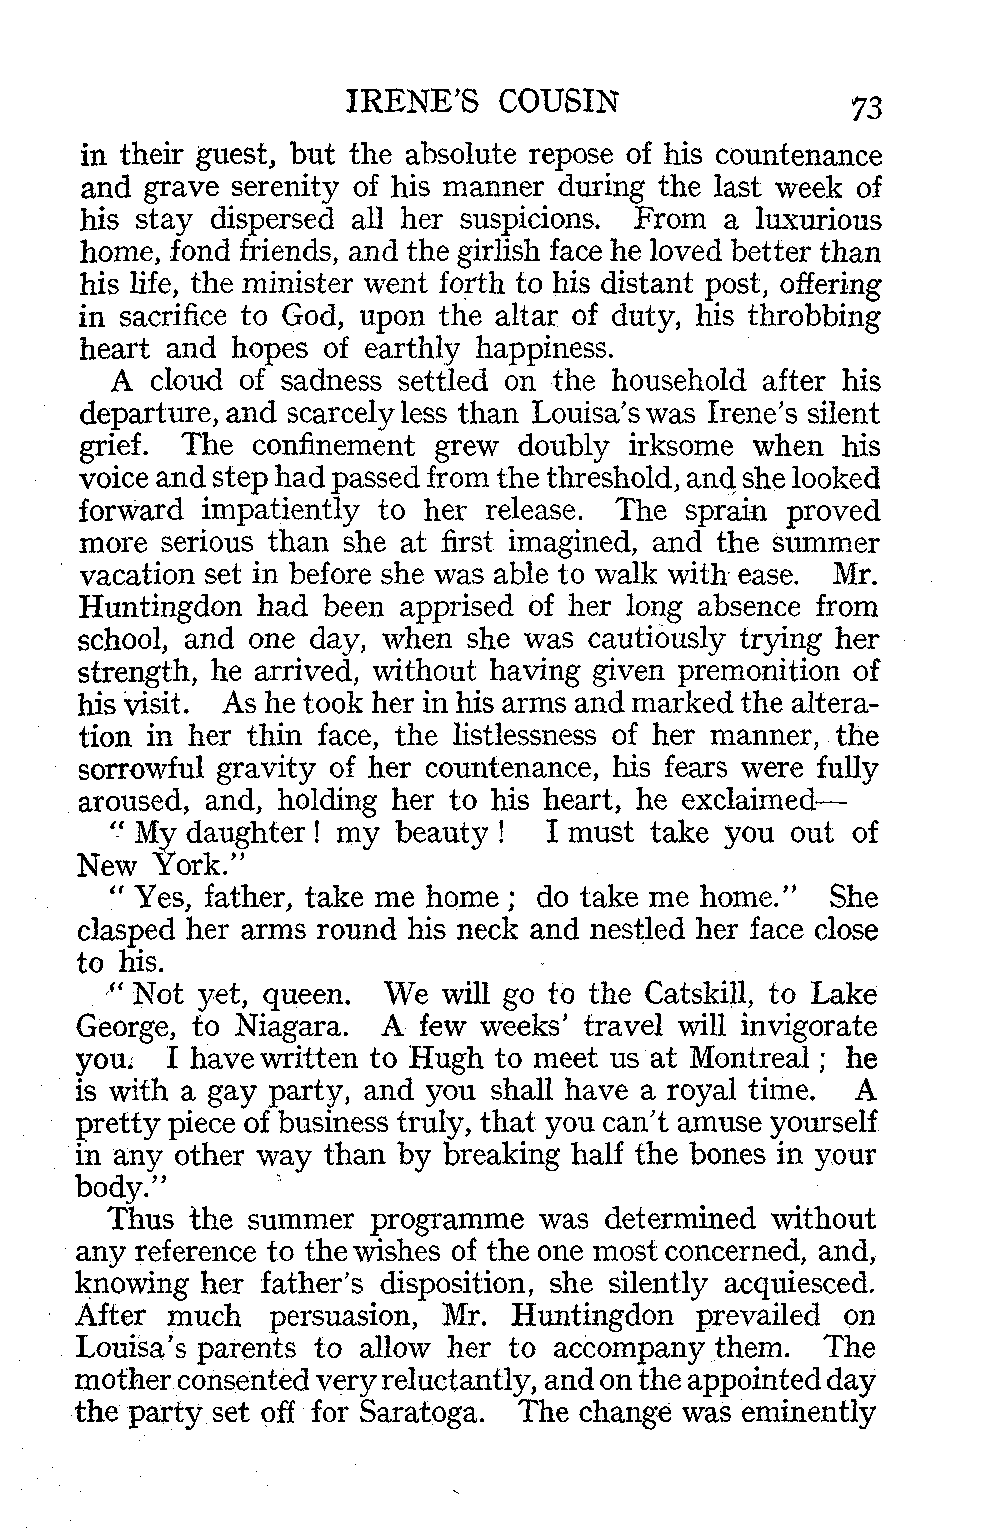 IRENE'S COUSIN 73
in their guest, but the absolute repose of his countenance
and grave serenity of his manner during the last week of
his stay dispersed all her suspicions. From a luxurious
home, fond friends, and the girlish face he loved better than
his life, the minister went forth to his distant post, offering
in sacrifice to God, upon the altar of duty, his throbbing
heart and hopes of earthly happiness.
A cloud of sadness settled on the household after his
departure, and scarcely less than Louisa's was Irene's silent
grief. The confinement grew doubly irksome when his
voice and step had passed from the threshold, and she looked
forward impatiently to her release. The sprain proved
more serious than she at first imagined, and the summer
vacation set in before she was able to walk with ease. Mr.
Huntingdon had been apprised of her long absence from
school, and one day, when she was cautiously trying her
strength, he arrived, without having given premonition of
his visit. As he took her in his arms and marked the altera-
tion in her thin face, the listlessness of her manner, the
sorrowful gravity of her countenance, his fears were fully
aroused, and, holding her to his heart, he exclaimed—
" My daughter ! my beauty ! I must take you out of
New York."
" Yes, father, take me home ; do take me home." She
clasped her arms round his neck and nestled her face close
to his.
" Not yet, queen. We will go to the Catskill, to Lake
George, to Niagara. A few weeks' travel will invigorate
you. I have written to Hugh to meet us at Montreal ; he
is with a gay party, and you shall have a royal time. A
pretty piece of business truly, that you can't amuse yourself
in any other way than by breaking half the bones in your
body."
Thus the summer programme was determined without
any reference to the wishes of the one most concerned, and,
knowing her father's disposition, she silently acquiesced.
After much persuasion, Mr. Huntingdon prevailed on
Louisa's parents to allow her to accompany them. The
mother consented very reluctantly, and on the appointed day
the party set off for Saratoga. The change was eminently